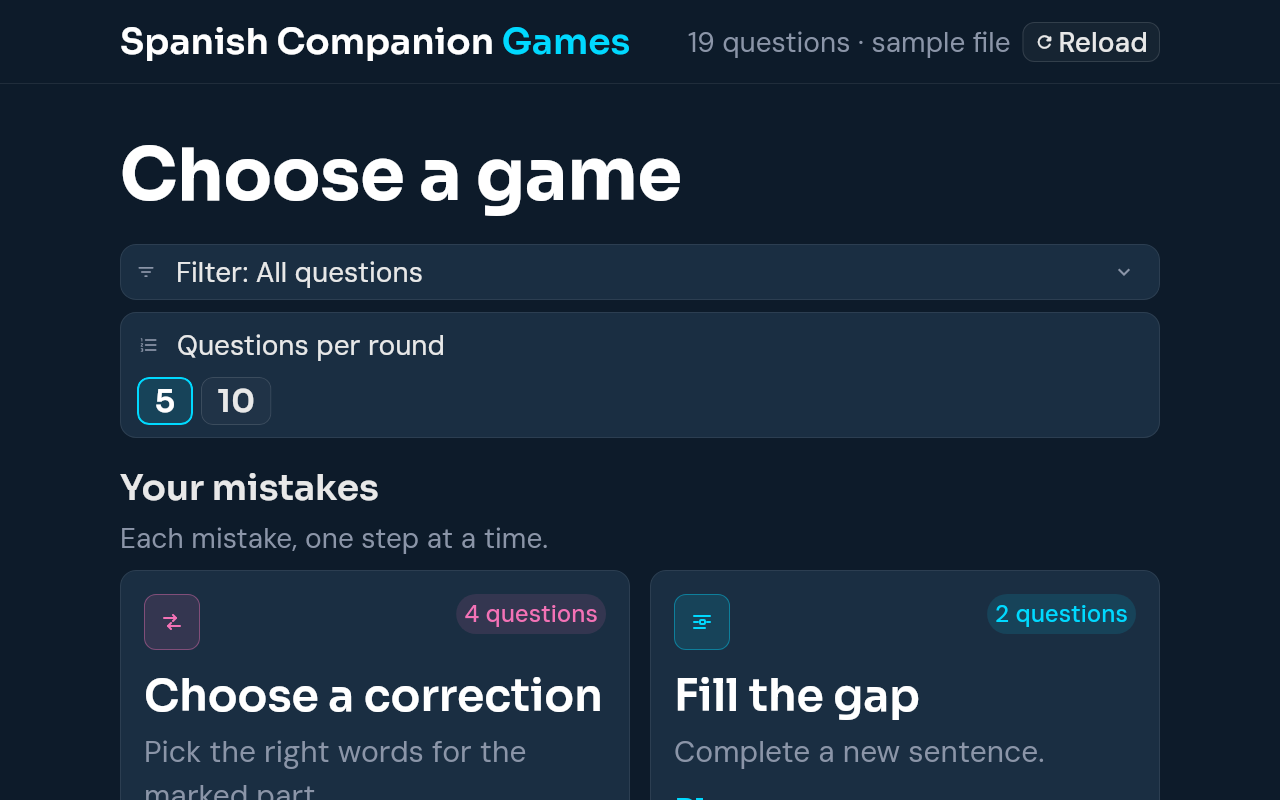 Spanish Companion Games
19 questions · sample file
Reload
Choose a game
Filter: All questions
Questions per round
5
10
Your mistakes
Each mistake, one step at a time.
4 questions
Choose a correction
Pick the right words for the
marked part.
2 questions
Fill the gap
Complete a new sentence.